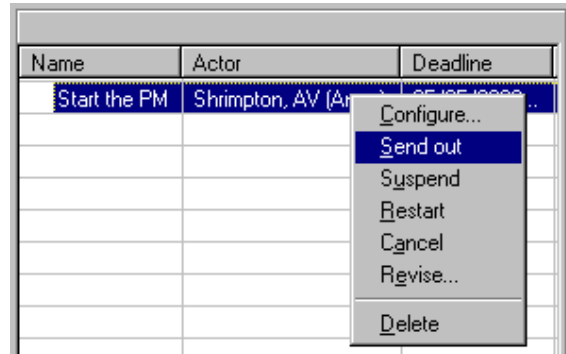 Name Actor Deadline
Start the PM Shrimpton, AV (A
Configure...
Send out
Suspend
Restart
Cancel
Revise...
Delete